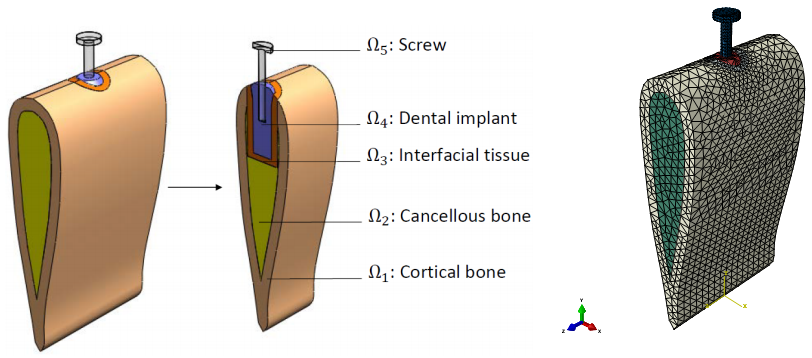 Ω₅: Screw
Ω₄: Dental implant
Ω₃: Interfacial tissue
Ω₂: Cancellous bone
Ω₁: Cortical bone
Y
Z
X
Y
Z
X